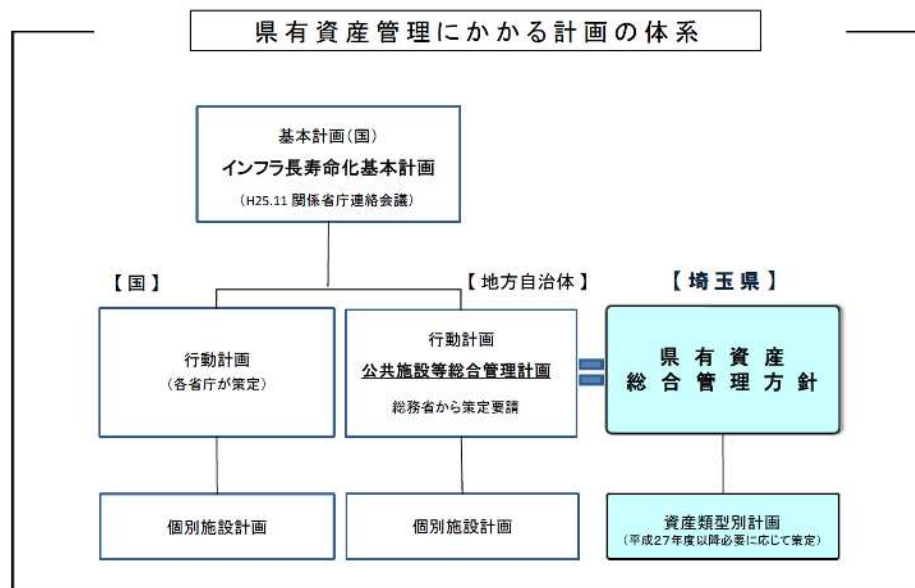 県有資産管理にかかる計画の体系
基本計画(国)
インフラ長寿命化基本計画
(H25.11 関係省庁連絡会議)
【国】
【地方自治体】
【埼玉県】
行動計画
(各省庁が策定)
行動計画
公共施設等総合管理計画
総務省から策定要請
県有資産
総合管理方針
個別施設計画
個別施設計画
資産類型別計画
(平成27年度以降必要に応じて策定)